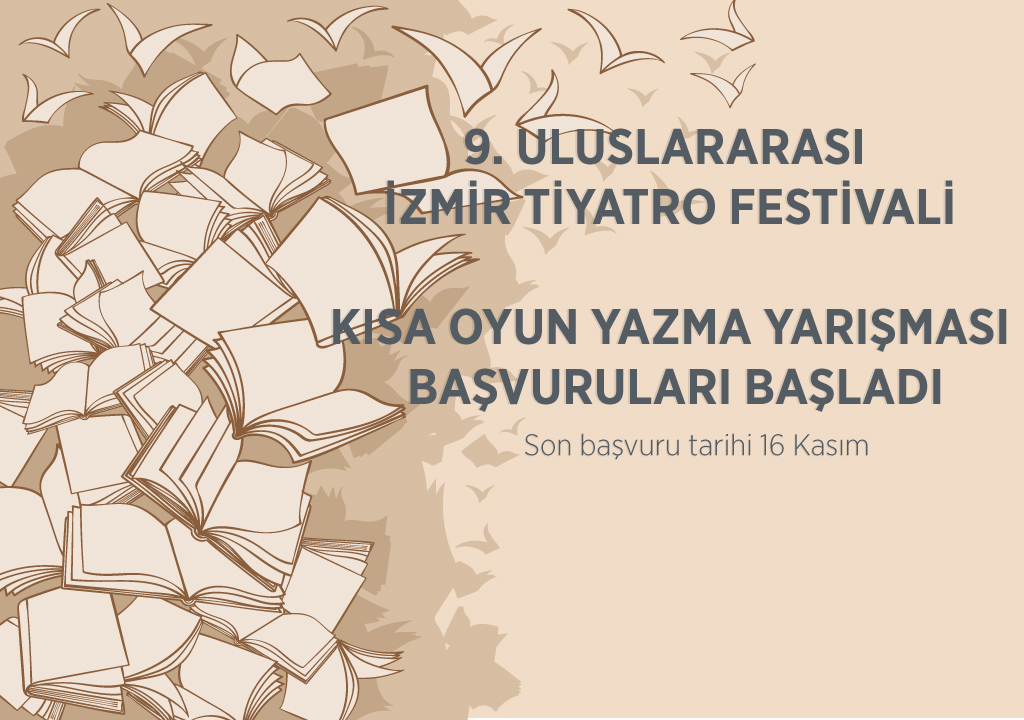 9. ULUSLARARASI
İZMİR TİYATRO FESTİVALİ
KISA OYUN YAZMA YARIŞMASI
BAŞVURULARI BAŞLADI
Son başvuru tarihi 16 Kasım